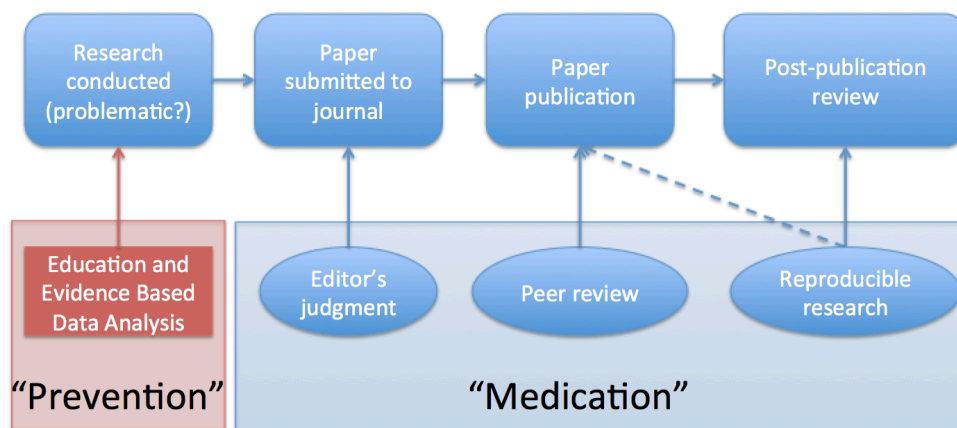 Research
conducted
(problematic?)
Paper
submitted to
journal
Paper
publication
Post-publication
review
Education and
Evidence Based
Data Analysis
Editor’s
judgment
Peer review
Reproducible
research
“Prevention”
“Medication”